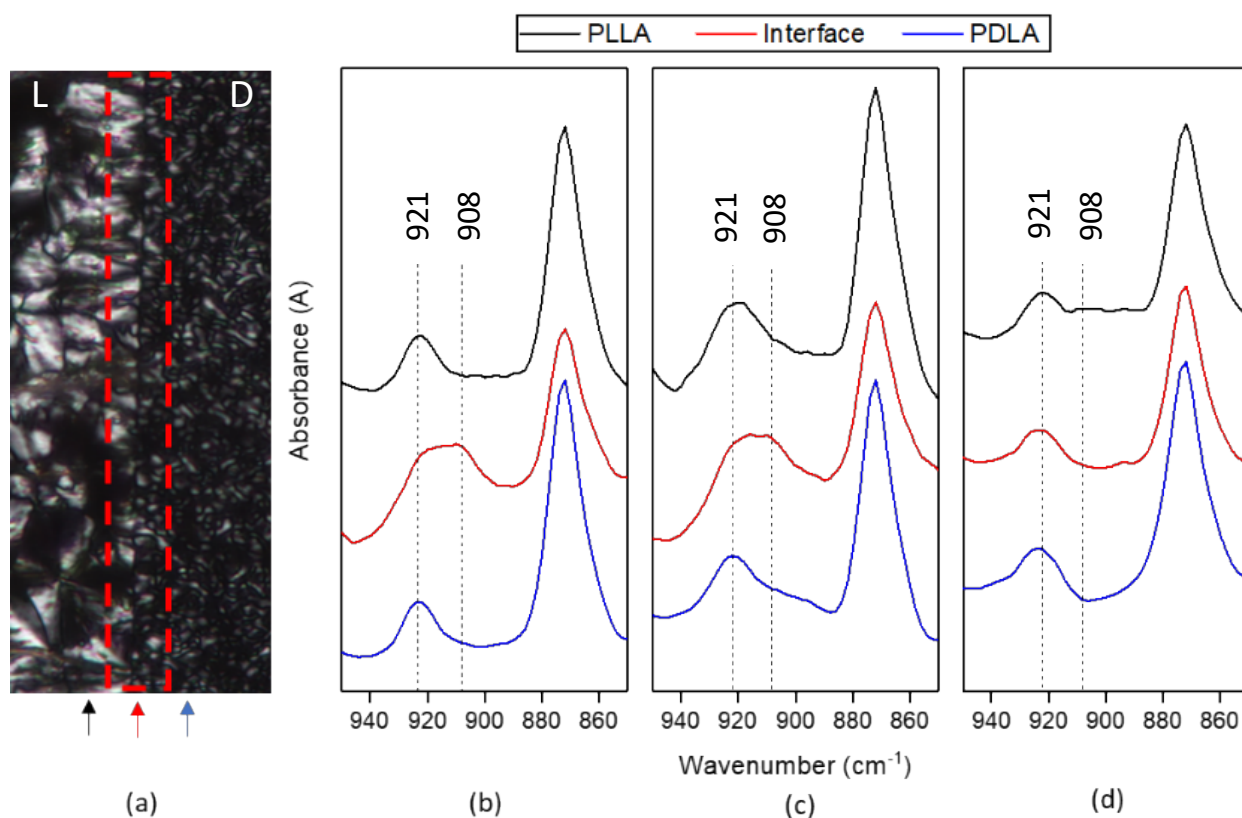 PLLA Interface PDLA
L D
921 908 921 908 921 908
Absorbance (A)
940 920 900 880 860 940 920 900 880 860 940 920 900 880 860
Wavenumber (cm⁻¹)
(a) (b) (c) (d)